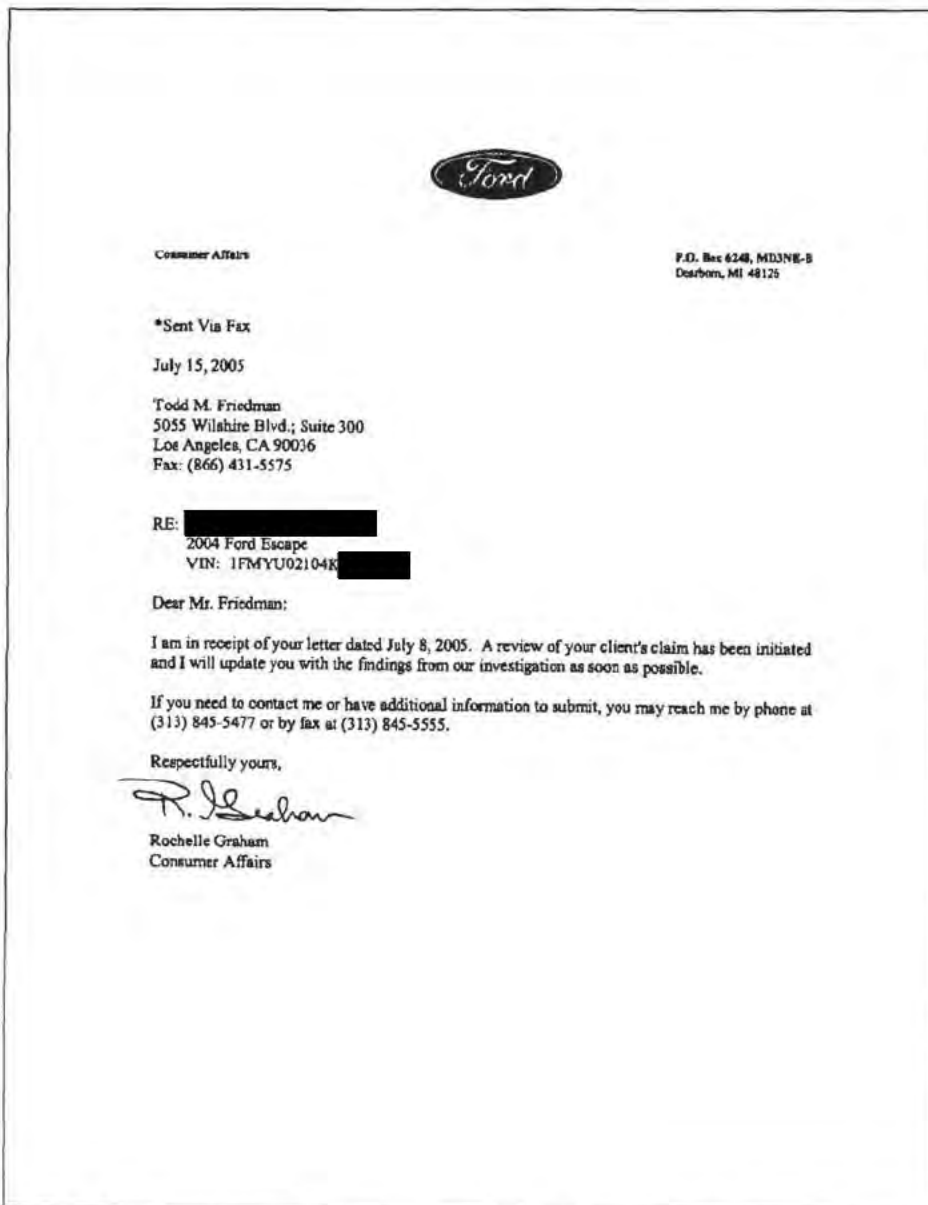 Ford
Consumer Affairs
P.O. Box 6248, MD3NE-B
Dearborn, MI 48126
*Sent Via Fax
July 15, 2005
Todd M. Friedman
5055 Wilshire Blvd.; Suite 300
Los Angeles, CA 90036
Fax: (866) 431-5575
RE:
2004 Ford Escape
VIN: 1FMYU02104K
Dear Mr. Friedman:
I am in receipt of your letter dated July 8, 2005. A review of your client's claim has been initiated
and I will update you with the findings from our investigation as soon as possible.
If you need to contact me or have additional information to submit, you may reach me by phone at
(313) 845-5477 or by fax at (313) 845-5555.
Respectfully yours,
R. Graham
Rochelle Graham
Consumer Affairs